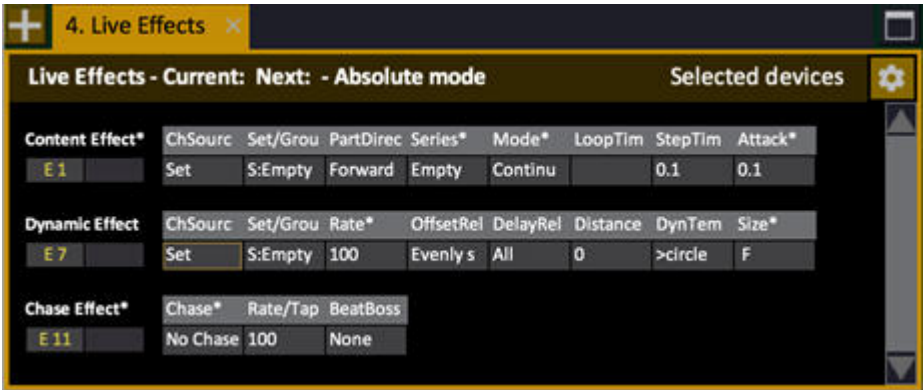 4. Live Effects ×
Live Effects - Current: Next: - Absolute mode Selected devices
Content Effect* ChSourc Set/Grou PartDirec Series* Mode* LoopTim StepTim Attack*
E 1 Set S:Empty Forward Empty Continu 0.1 0.1
Dynamic Effect ChSourc Set/Grou Rate* OffsetRel DelayRel Distance DynTem Size*
E 7 Set S:Empty 100 Evenly s All 0 >circle F
Chase Effect* Chase* Rate/Tap BeatBoss
E 11 No Chase 100 None